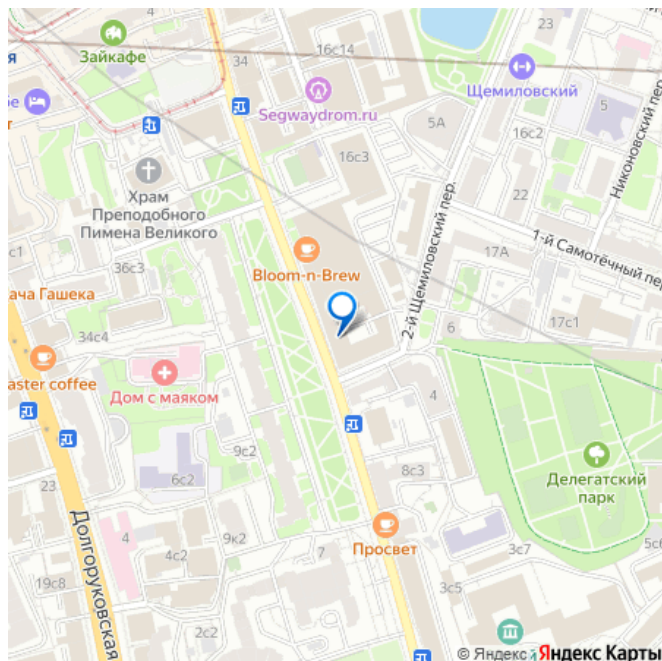 Зайкафе
34
16с14
23
Щемиловский
5
Segwaydrom.ru
5А
16с2
Никоновский пер.
16с3
Храм
Преподобного
Пимена Великого
22
2-й Щемиловский пер.
17А
1-й Самотёчный пер
с1
36с3
Bloom-n-Brew
ача Гашека
34с4
17с1
6
aster coffee
Дом с маяком
4
9с2
8с3
Делегатский
парк
23
6с2
Долгоруковская
4
9к2
Просвет
4с2
7
3с7
5с6
19с8
3с5
2с2
© Яндекс
Яндекс Карты